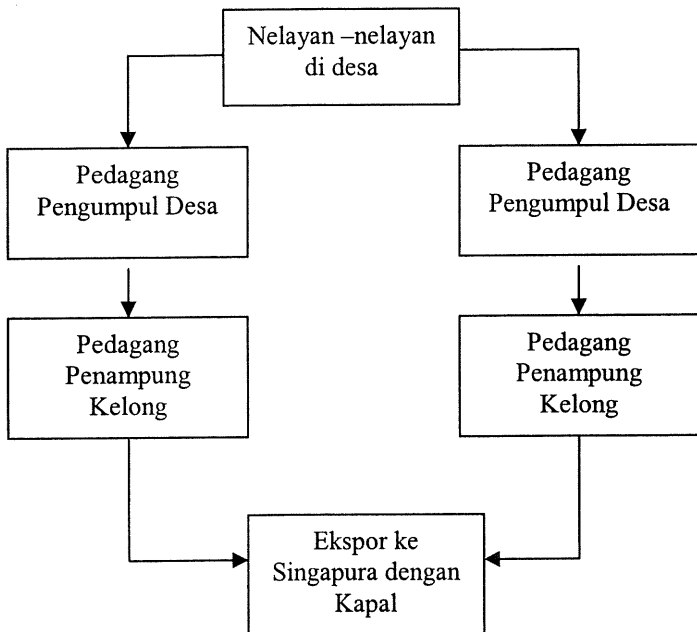 Nelayan –nelayan
di desa
Pedagang
Pengumpul Desa
Pedagang
Pengumpul Desa
Pedagang
Penampung
Kelong
Pedagang
Penampung
Kelong
Ekspor ke
Singapura dengan
Kapal